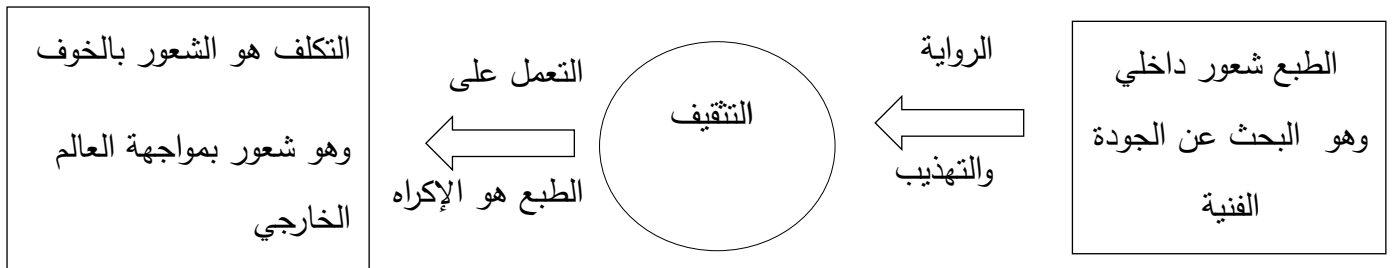 الطبع شعور داخلي
وهو البحث عن الجودة
الفنية
الرواية
والتهذيب
التثقيف
التعمل على
الطبع هو الإكراه
التكلف هو الشعور بالخوف
وهو شعور بمواجهة العالم
الخارجي